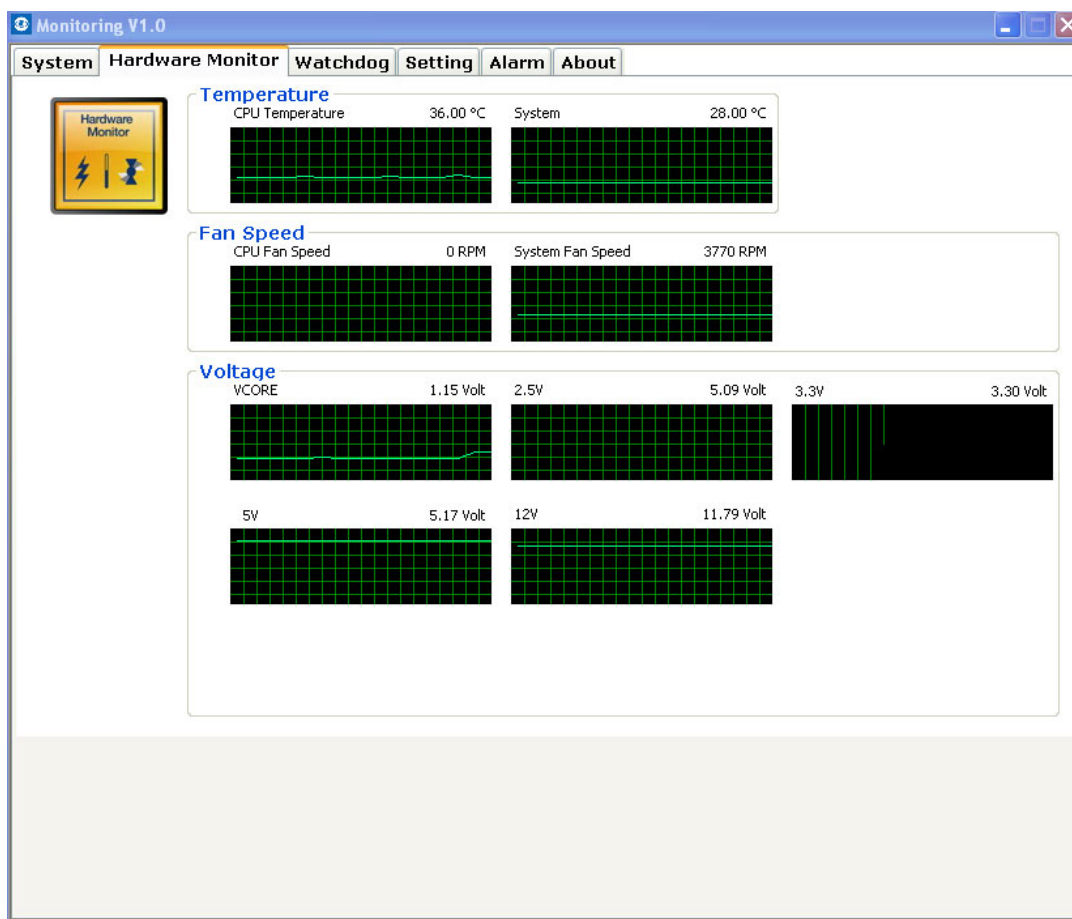 Monitoring V1.0
System Hardware Monitor Watchdog Setting Alarm About
Hardware
Monitor
Temperature
CPU Temperature 36.00 °C System 28.00 °C
Fan Speed
CPU Fan Speed 0 RPM System Fan Speed 3770 RPM
Voltage
VCORE 1.15 Volt 2.5V 5.09 Volt 3.3V 3.30 Volt
5V 5.17 Volt 12V 11.79 Volt